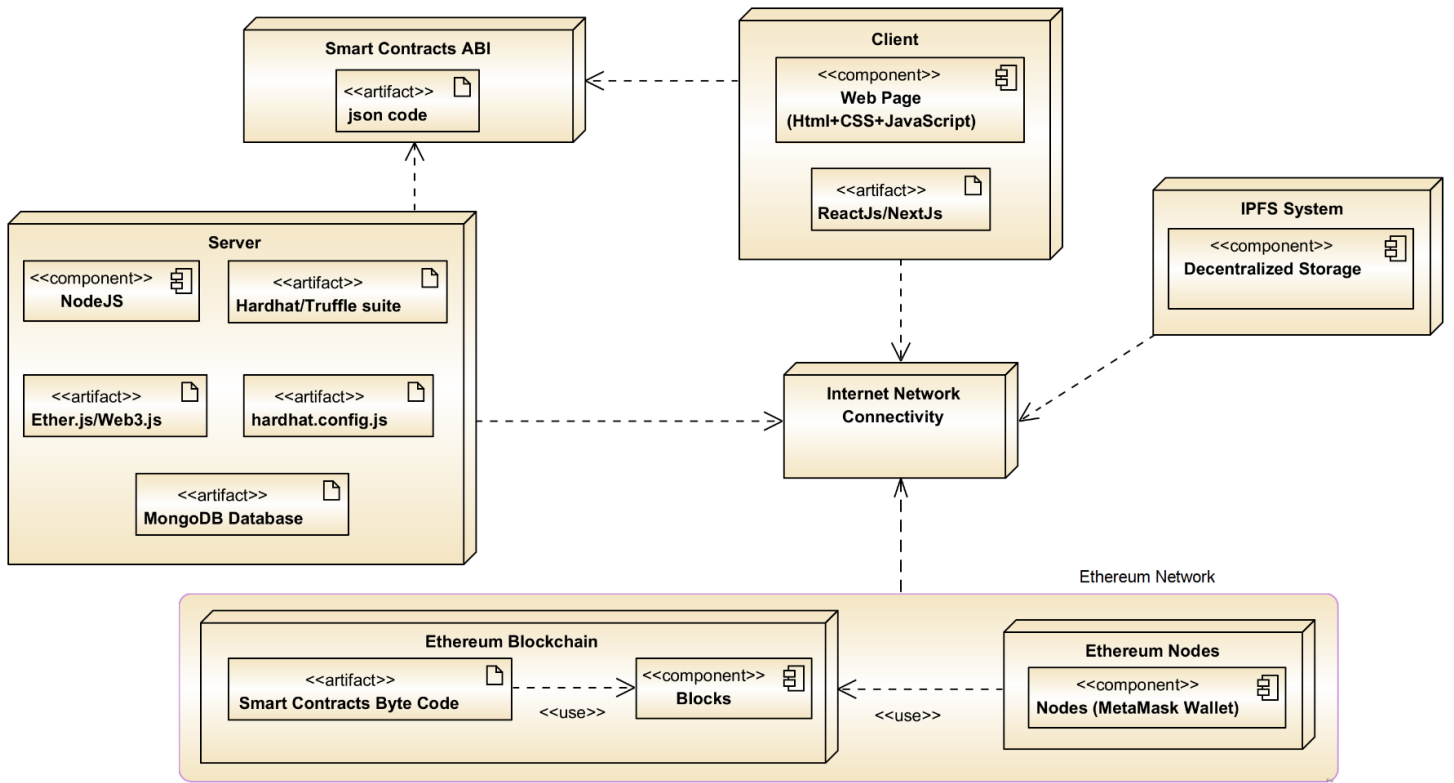 Smart Contracts ABI
<<artifact>>
json code
Client
<<component>>
Web Page
(Html+CSS+JavaScript)
<<artifact>>
ReactJs/NextJs
IPFS System
<<component>>
Decentralized Storage
Server
<<component>>
NodeJS
<<artifact>>
Hardhat/Truffle suite
<<artifact>>
Ether.js/Web3.js
<<artifact>>
hardhat.config.js
<<artifact>>
MongoDB Database
Internet Network
Connectivity
Ethereum Network
Ethereum Blockchain
<<artifact>>
Smart Contracts Byte Code
<<use>>
<<component>>
Blocks
<<use>>
Ethereum Nodes
<<component>>
Nodes (MetaMask Wallet)